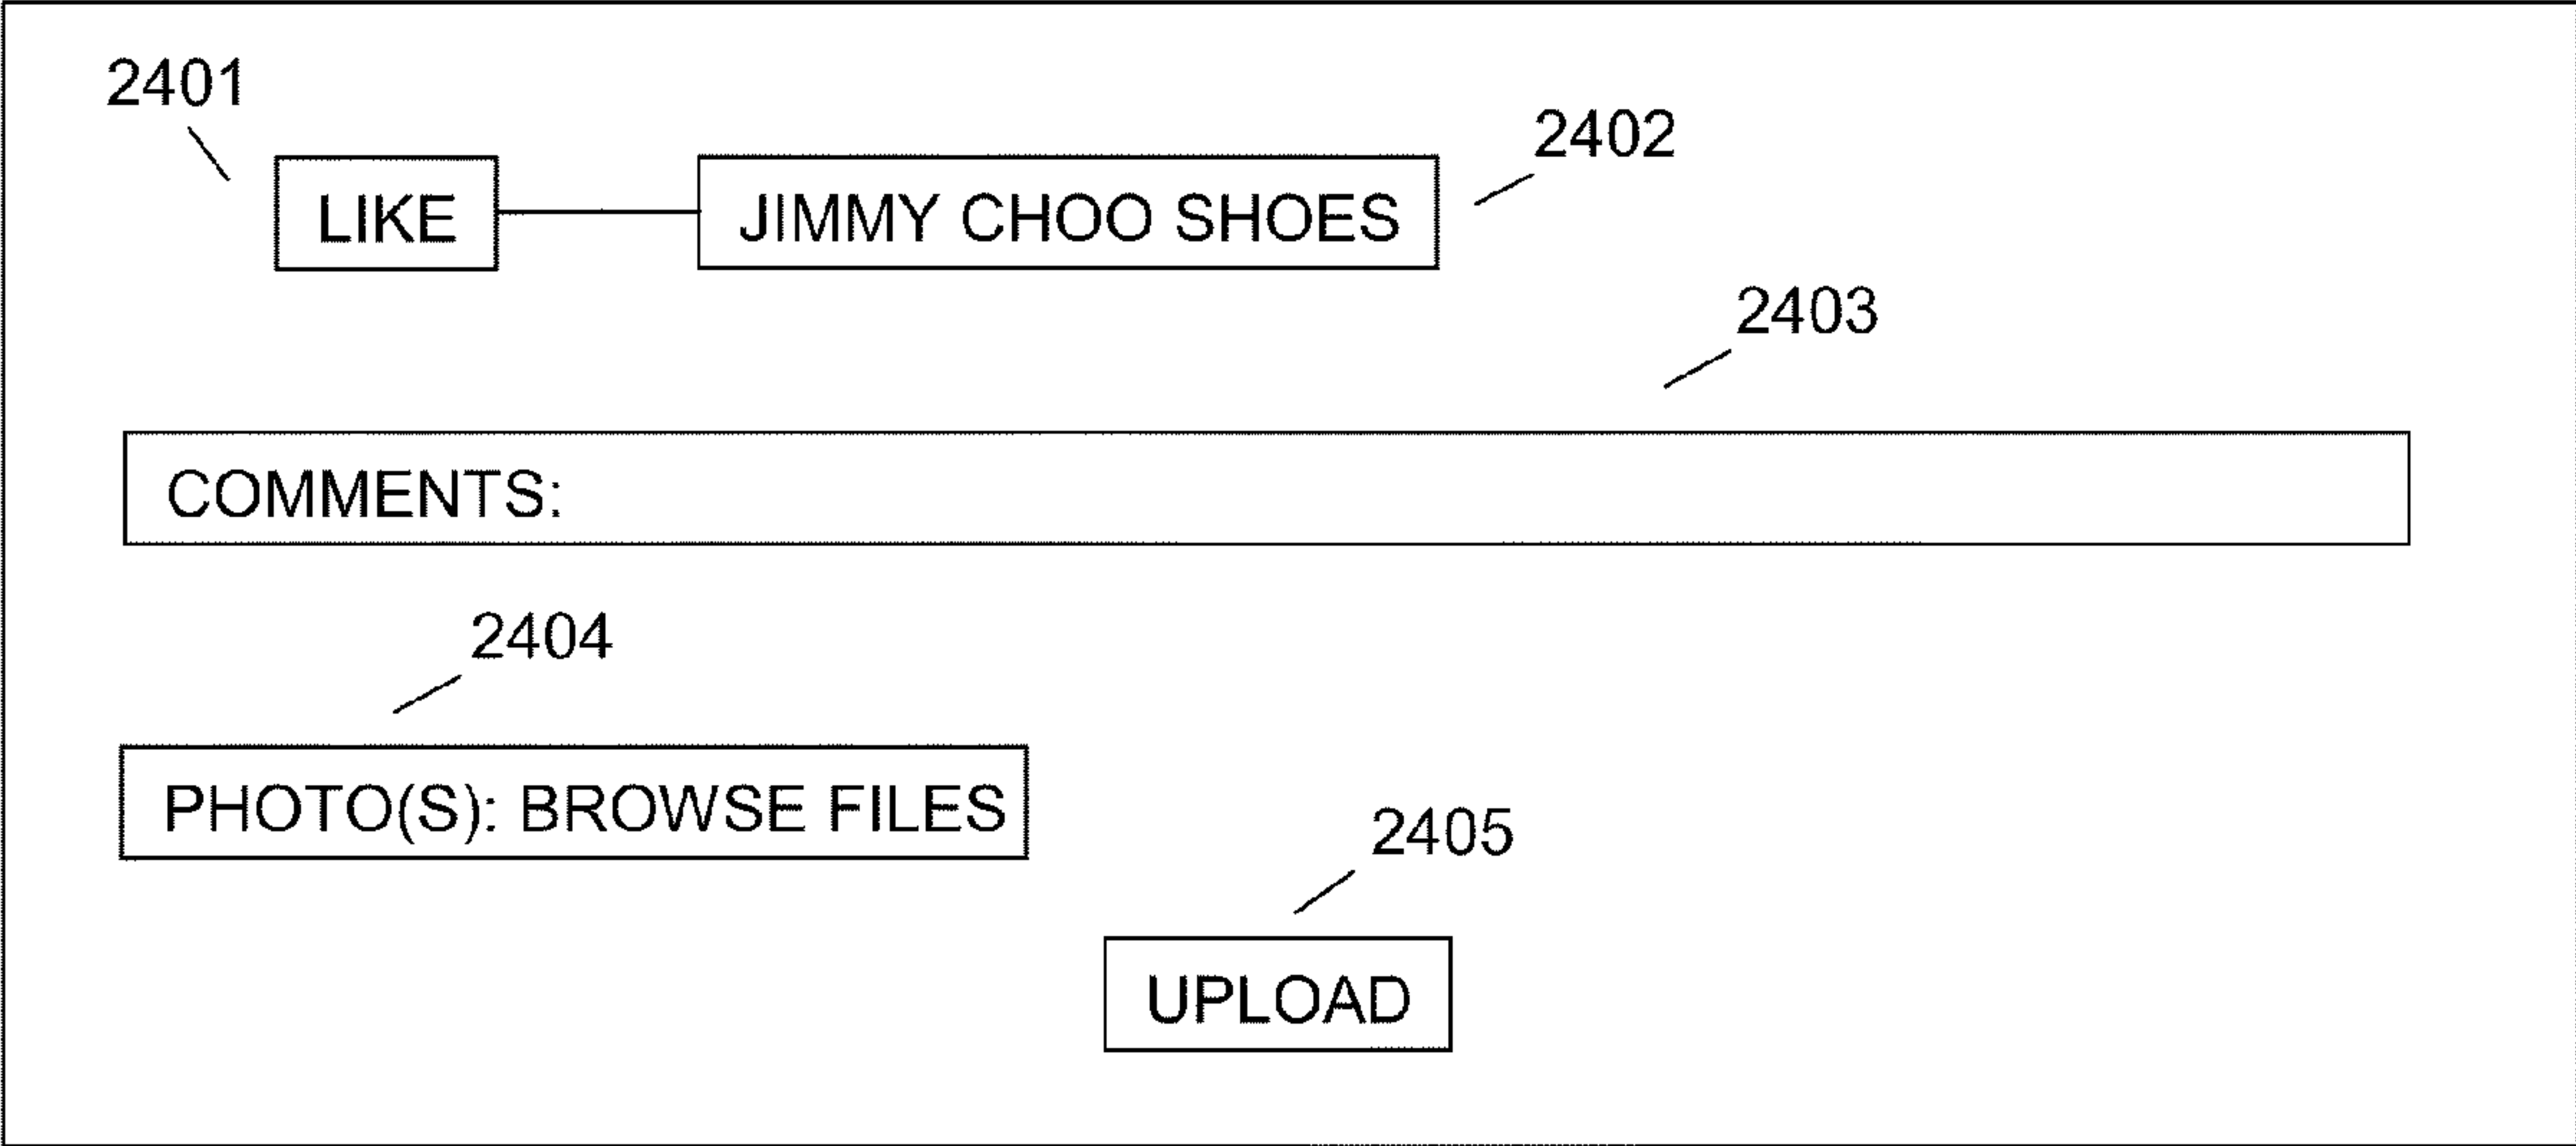 2401
2402
LIKE
JIMMY CHOO SHOES
2403
COMMENTS:
2404
PHOTO(S): BROWSE FILES
2405
UPLOAD